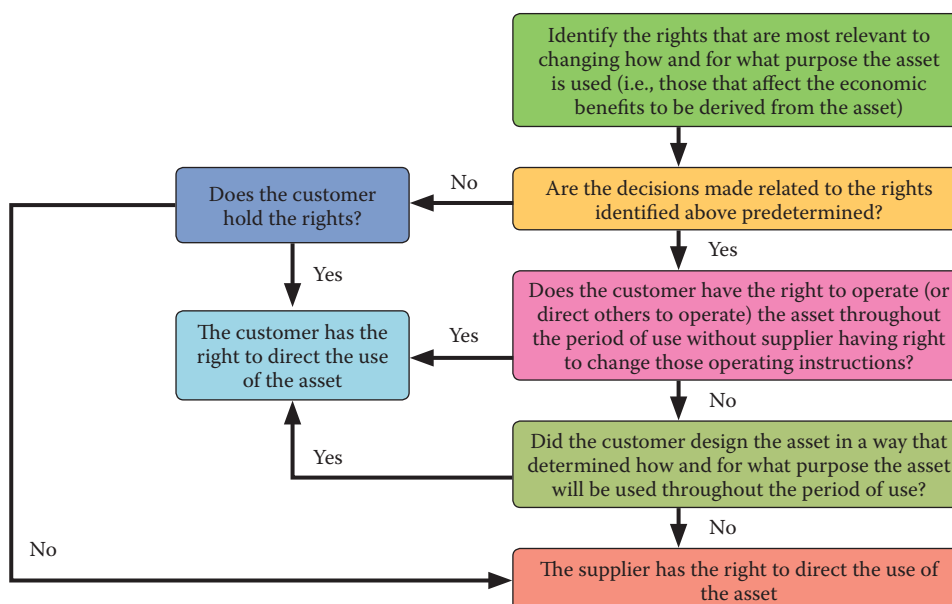 Identify the rights that are most relevant to
changing how and for what purpose the asset
is used (i.e., those that affect the economic
benefits to be derived from the asset)
Are the decisions made related to the rights
identified above predetermined?
No
Does the customer
hold the rights?
Yes
Yes
Does the customer have the right to operate (or
direct others to operate) the asset throughout
the period of use without supplier having right
to change those operating instructions?
Yes
The customer has the
right to direct the use
of the asset
No
Did the customer design the asset in a way that
determined how and for what purpose the asset
will be used throughout the period of use?
Yes
No
No
The supplier has the right to direct the use of
the asset